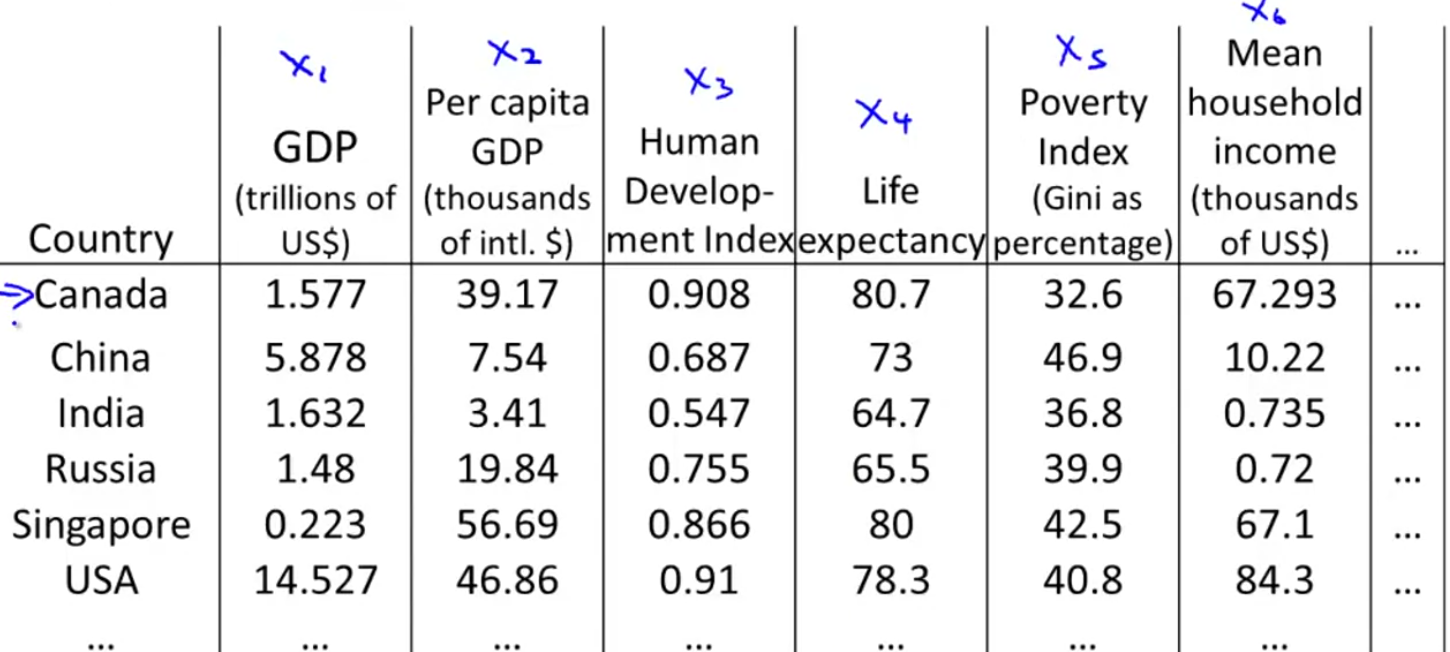 x₆
x₁ x₂ x₃ x₄ x₅
Country GDP (trillions of US$) Per capita GDP (thousands of intl. $) Human Develop-ment Index Life expectancy Poverty Index (Gini as percentage) Mean household income (thousands of US$) ...
→Canada 1.577 39.17 0.908 80.7 32.6 67.293 ...
China 5.878 7.54 0.687 73 46.9 10.22 ...
India 1.632 3.41 0.547 64.7 36.8 0.735 ...
Russia 1.48 19.84 0.755 65.5 39.9 0.72 ...
Singapore 0.223 56.69 0.866 80 42.5 67.1 ...
USA 14.527 46.86 0.91 78.3 40.8 84.3 ...
... ... ... ... ... ... ...